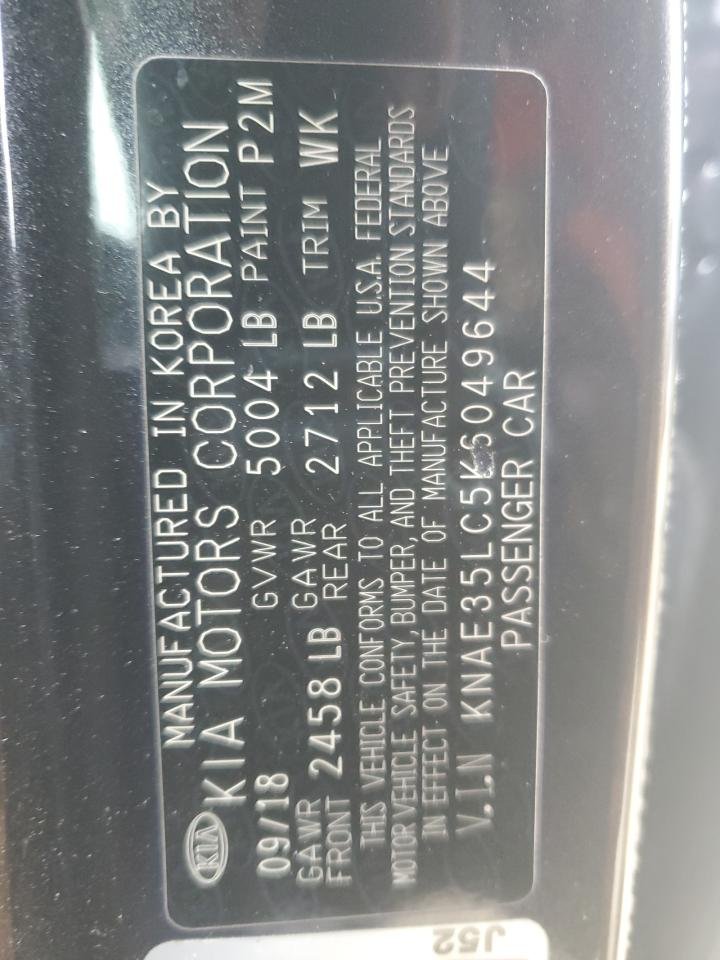 MANUFACTURED IN KOREA BY
KIA KIA MOTORS CORPORATION
09/18 GVWR 5004 LB PAINT P2M
GAWR FRONT 2458 LB GAWR REAR 2712 LB TRIM WK
THIS VEHICLE CONFORMS TO ALL APPLICABLE U.S.A. FEDERAL
MOTOR VEHICLE SAFETY, BUMPER, AND THEFT PREVENTION STANDARDS
IN EFFECT ON THE DATE OF MANUFACTURE SHOWN ABOVE
V.I.N KNAE35LC5K6049644
PASSENGER CAR
J52